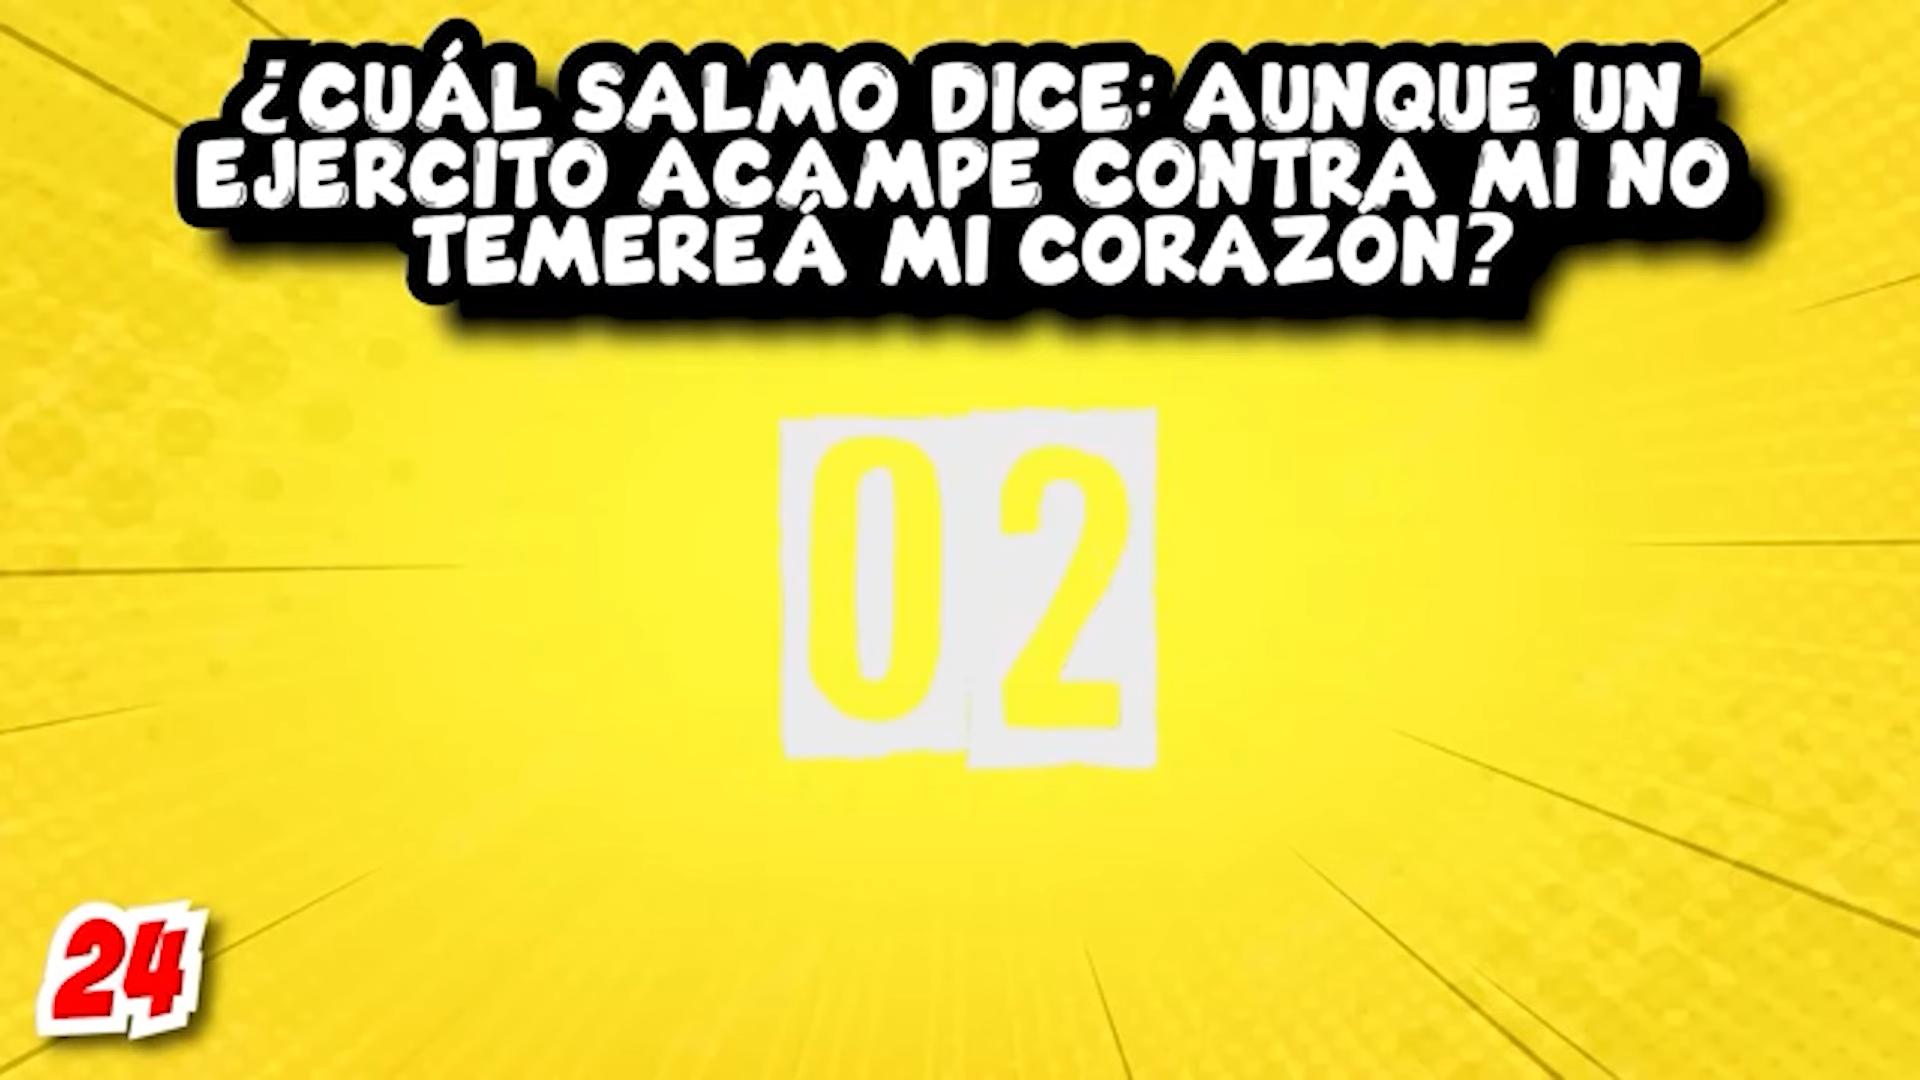 ¿CUÁL SALMO DICE: AUNQUE UN
EJERCITO ACAMPE CONTRA MI NO
TEMEREÁ MI CORAZÓN?
02
24